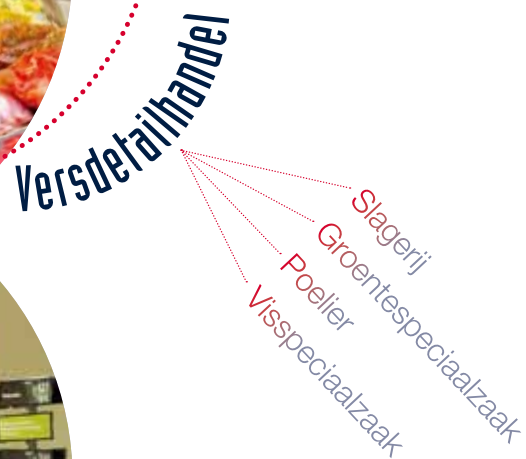 Versdetailhandel
Slagerij
Groentespeciaalzaak
Poelier
Visspeciaalzaak